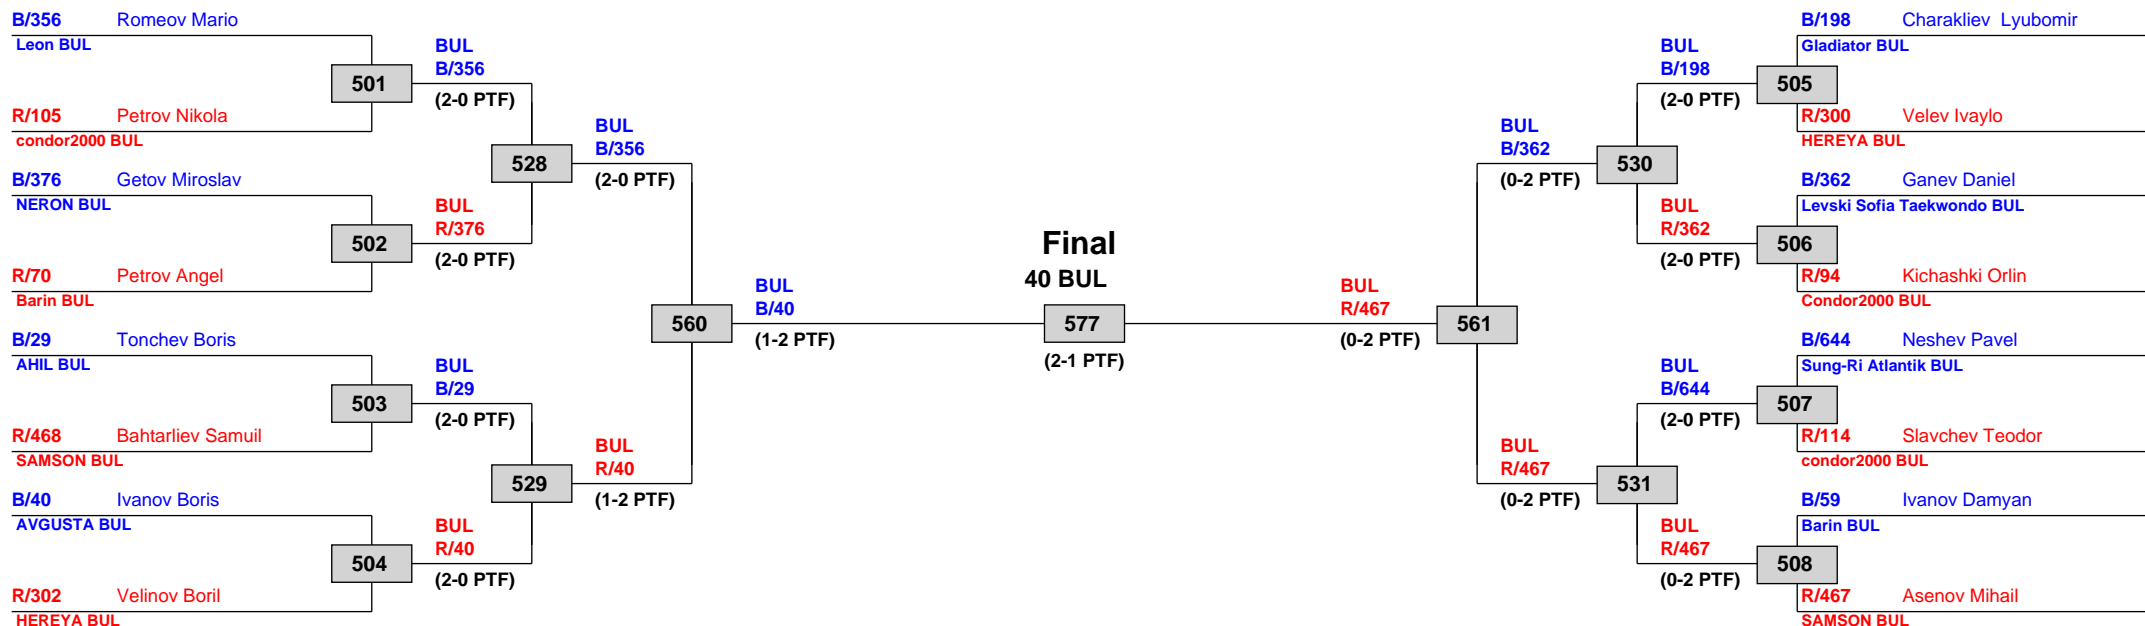 B/356 Romeov Mario
Leon BUL
R/105 Petrov Nikola
condor2000 BUL
B/376 Getov Miroslav
NERON BUL
R/70 Petrov Angel
Barin BUL
B/29 Tonchev Boris
AHIL BUL
R/468 Bahtarliev Samuil
SAMSON BUL
B/40 Ivanov Boris
AVGUSTA BUL
R/302 Velinov Boril
HEREYA BUL
501
502
503
504
BUL
B/356
(2-0 PTF)
BUL
R/376
(2-0 PTF)
BUL
B/29
(2-0 PTF)
BUL
R/40
(2-0 PTF)
528
529
BUL
B/356
(2-0 PTF)
BUL
R/40
(1-2 PTF)
560
BUL
B/40
(1-2 PTF)
Final
40 BUL
577
(2-1 PTF)
BUL
R/467
(0-2 PTF)
561
BUL
B/362
(0-2 PTF)
BUL
R/467
(0-2 PTF)
530
531
BUL
B/198
(2-0 PTF)
BUL
R/362
(2-0 PTF)
BUL
B/644
(2-0 PTF)
BUL
R/467
(0-2 PTF)
505
506
507
508
B/198 Charakliev Lyubomir
Gladiator BUL
R/300 Velev Ivaylo
HEREYA BUL
B/362 Ganev Daniel
Levski Sofia Taekwondo BUL
R/94 Kichashki Orlin
Condor2000 BUL
B/644 Neshev Pavel
Sung-Ri Atlantik BUL
R/114 Slavchev Teodor
condor2000 BUL
B/59 Ivanov Damyan
Barin BUL
R/467 Asenov Mihail
SAMSON BUL